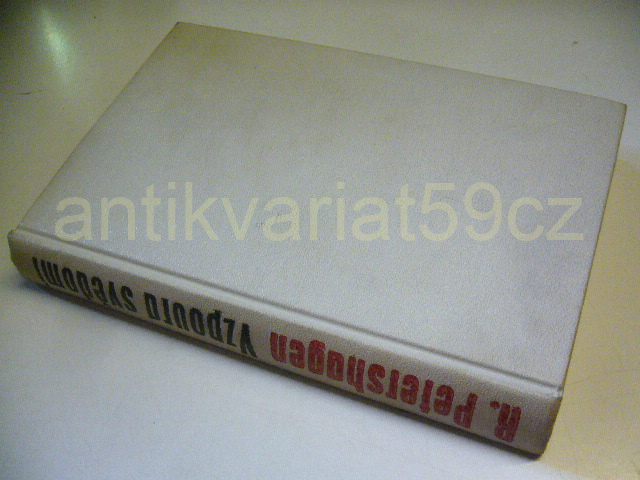 antikvariat59cz
R. Petershagen Vzpoura svědomí